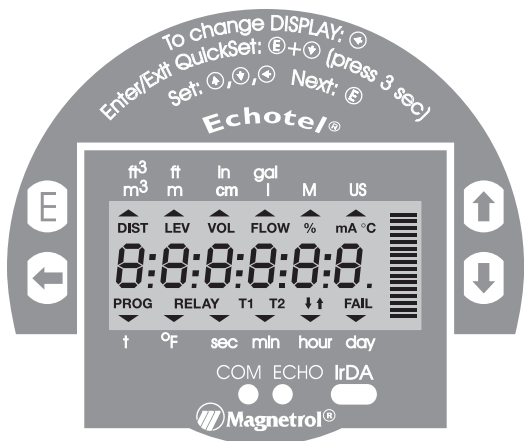 To change DISPLAY:
Enter/Exit QuickSet: E + (press 3 sec)
Set: , , Next: E
Echotel®
ft³ ft in gal
m³ m cm l M US
DIST LEV VOL FLOW % mA °C
E
8:8:8:8:8:8.
PROG RELAY T1 T2 FAIL
t °F sec min hour day
COM ECHO IrDA
Magnetrol®